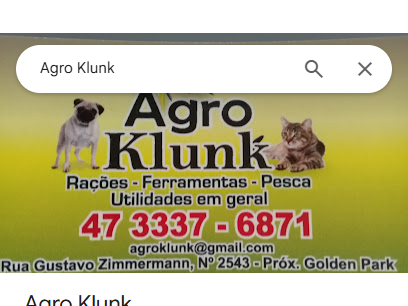 Agro Klunk
Agro
Klunk
Rações - Ferramentas - Pesca
Utilidades em geral
47 3337 - 6871
agroklunk@gmail.com
Rua Gustavo Zimmermann, Nº 2543 - Próx. Golden Park
Agro Klunk